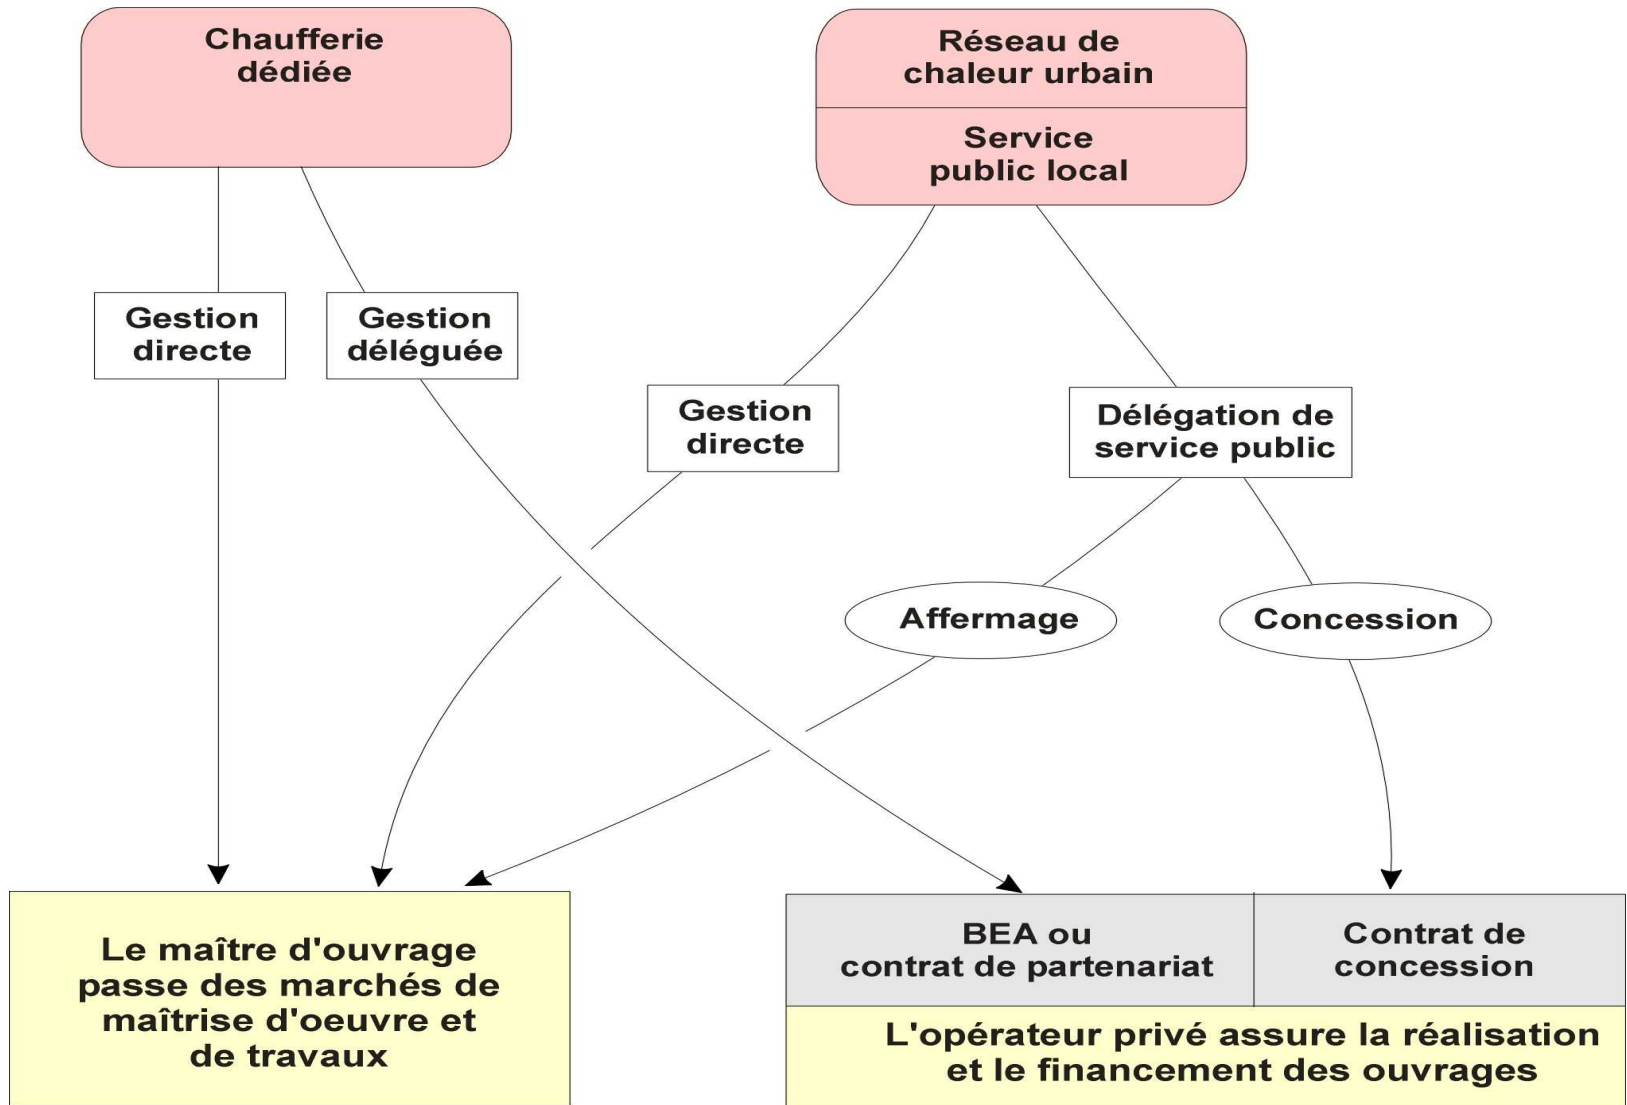 Chaufferie
dédiée
Réseau de
chaleur urbain
Service
public local
Gestion
directe
Gestion
déléguée
Gestion
directe
Délégation de
service public
Affermage
Concession
Le maître d'ouvrage
passe des marchés de
maîtrise d'oeuvre et
de travaux
BEA ou
contrat de partenariat
Contrat de
concession
L'opérateur privé assure la réalisation
et le financement des ouvrages